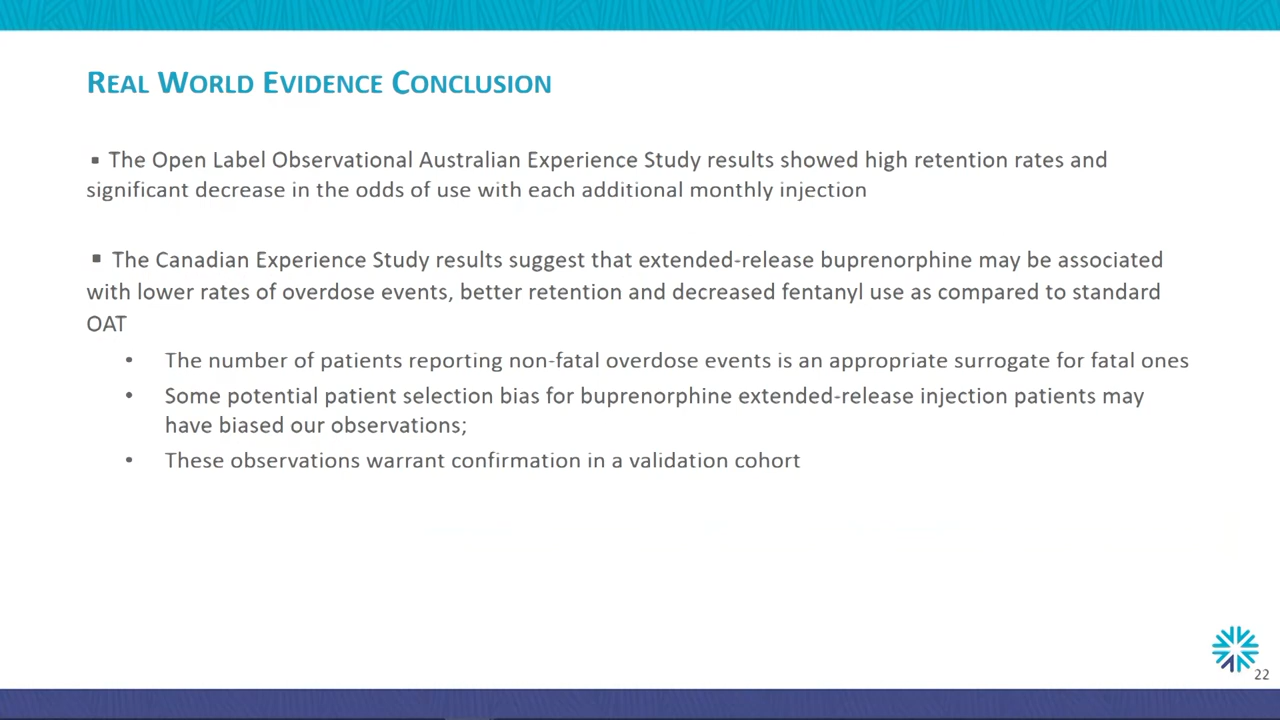 REAL WORLD EVIDENCE CONCLUSION
▪ The Open Label Observational Australian Experience Study results showed high retention rates and
significant decrease in the odds of use with each additional monthly injection
▪ The Canadian Experience Study results suggest that extended-release buprenorphine may be associated
with lower rates of overdose events, better retention and decreased fentanyl use as compared to standard
OAT
• The number of patients reporting non-fatal overdose events is an appropriate surrogate for fatal ones
• Some potential patient selection bias for buprenorphine extended-release injection patients may
have biased our observations;
• These observations warrant confirmation in a validation cohort
22